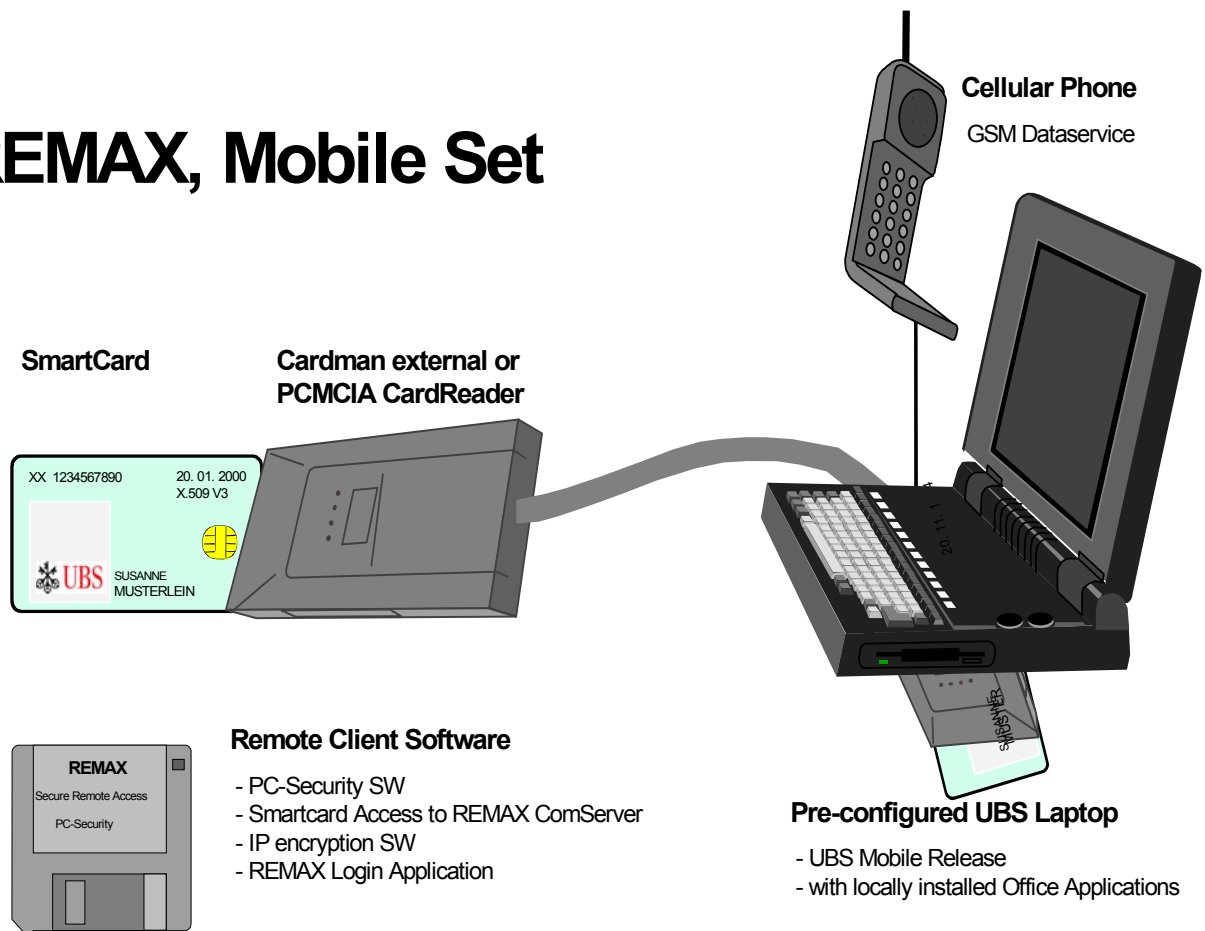 REMAX, Mobile Set
Cellular Phone
GSM Dataservice
SmartCard
Cardman external or
PCMCIA CardReader
XX 1234567890
20. 01. 2000
X.509 V3
UBS
SUSANNE
MUSTERLEIN
20. 11. 1
SUSANNE
MUSTER
REMAX
Secure Remote Access
PC-Security
Remote Client Software
- PC-Security SW
- Smartcard Access to REMAX ComServer
- IP encryption SW
- REMAX Login Application
Pre-configured UBS Laptop
- UBS Mobile Release
- with locally installed Office Applications